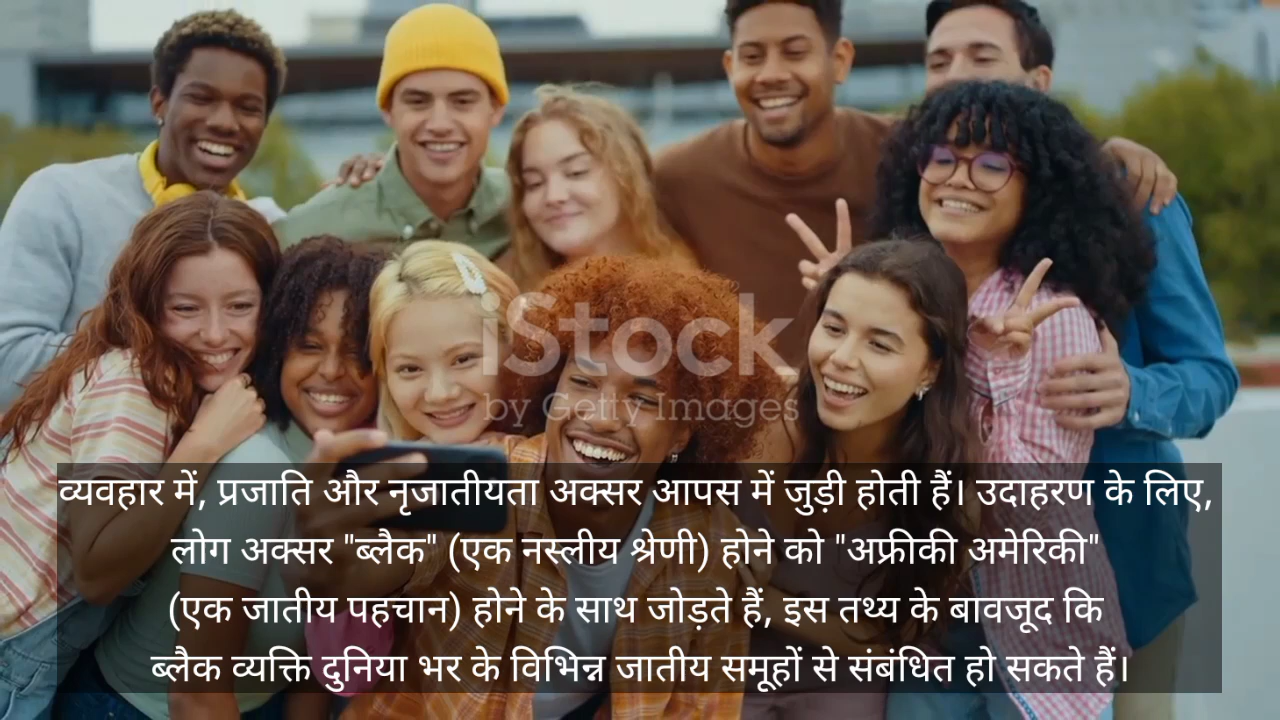 iStock
by Getty Images
व्यवहार में, प्रजाति और नृजातीयता अक्सर आपस में जुड़ी होती हैं। उदाहरण के लिए,
लोग अक्सर "ब्लैक" (एक नस्लीय श्रेणी) होने को "अफ्रीकी अमेरिकी"
(एक जातीय पहचान) होने के साथ जोड़ते हैं, इस तथ्य के बावजूद कि
ब्लैक व्यक्ति दुनिया भर के विभिन्न जातीय समूहों से संबंधित हो सकते हैं।